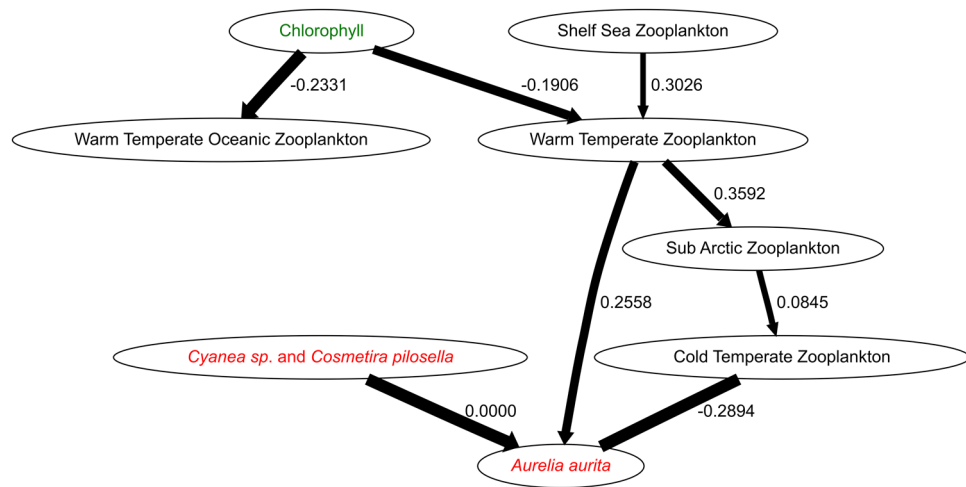 Chlorophyll
Shelf Sea Zooplankton
-0.2331
-0.1906
0.3026
Warm Temperate Oceanic Zooplankton
Warm Temperate Zooplankton
0.3592
Sub Arctic Zooplankton
0.2558
0.0845
Cyanea sp. and Cosmetira pilosella
Cold Temperate Zooplankton
0.0000
-0.2894
Aurelia aurita